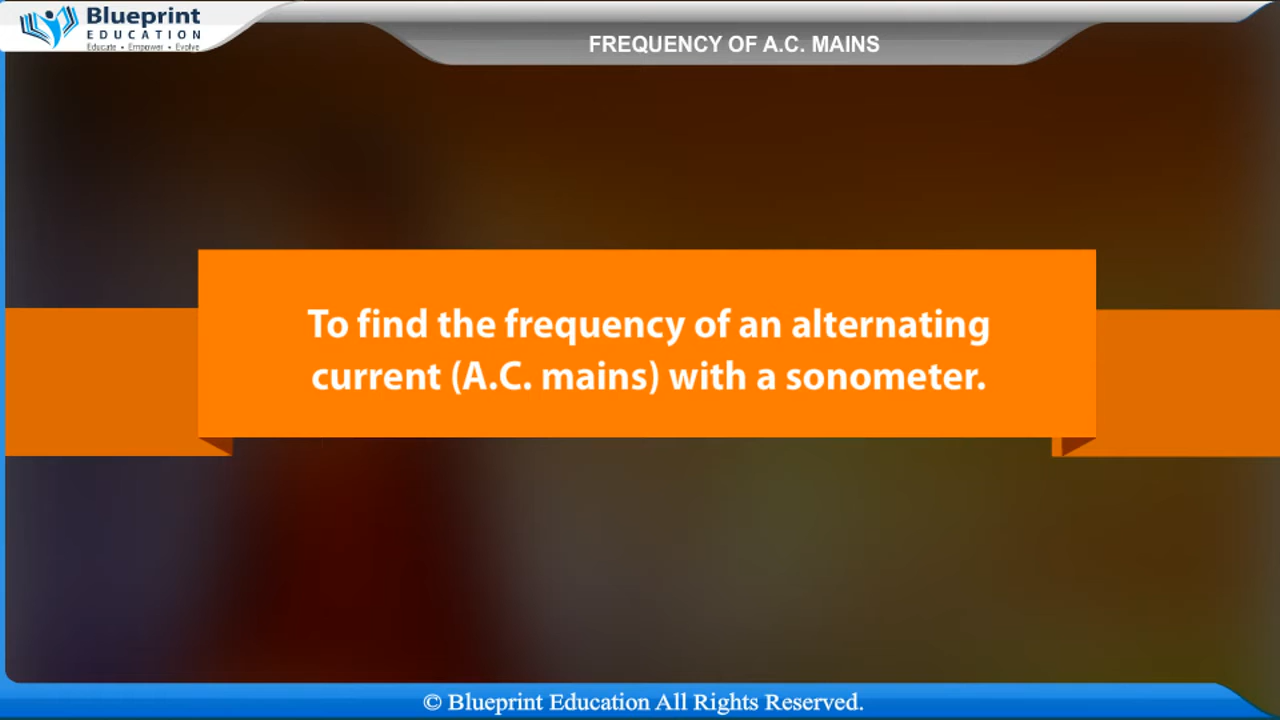 Blueprint
EDUCATION
Educate • Empower • Evolve
FREQUENCY OF A.C. MAINS
To find the frequency of an alternating
current (A.C. mains) with a sonometer.
© Blueprint Education All Rights Reserved.